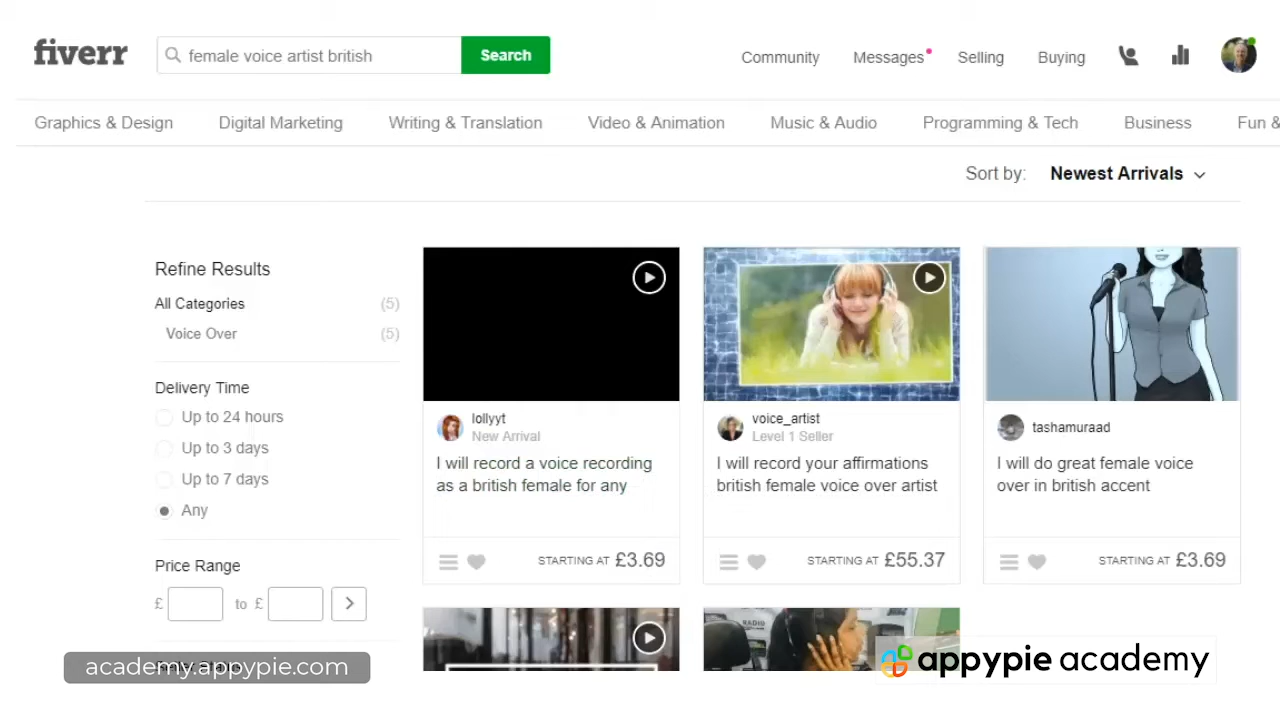 fiverr
female voice artist british
Search
Community
Messages
Selling
Buying
Graphics & Design
Digital Marketing
Writing & Translation
Video & Animation
Music & Audio
Programming & Tech
Business
Fun &
Sort by: Newest Arrivals
Refine Results
All Categories (5)
Voice Over (5)
Delivery Time
Up to 24 hours
Up to 3 days
Up to 7 days
Any
Price Range
£ to £
lollyyt
New Arrival
I will record a voice recording
as a british female for any
STARTING AT £3.69
voice_artist
Level 1 Seller
I will record your affirmations
british female voice over artist
STARTING AT £55.37
tashamuraad
I will do great female voice
over in british accent
STARTING AT £3.69
RADIO
academy.appypie.com
appypie academy